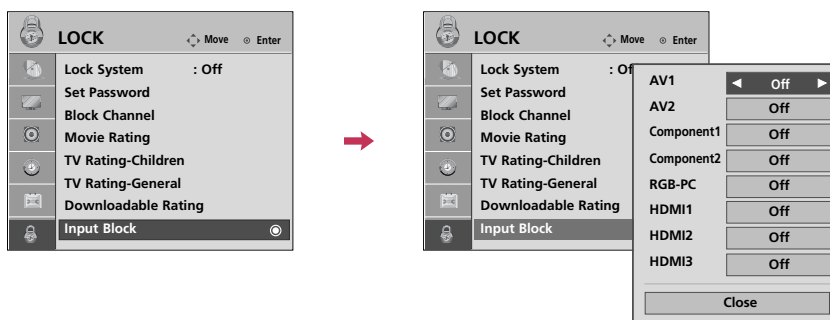 LOCK
Move
Enter
Lock System : Off
Set Password
Block Channel
Movie Rating
TV Rating-Children
TV Rating-General
Downloadable Rating
Input Block
LOCK
Move
Enter
Lock System : Of
Set Password
Block Channel
Movie Rating
TV Rating-Children
TV Rating-General
Downloadable Rating
Input Block
AV1 ◀ Off ▶
AV2 Off
Component1 Off
Component2 Off
RGB-PC Off
HDMI1 Off
HDMI2 Off
HDMI3 Off
Close